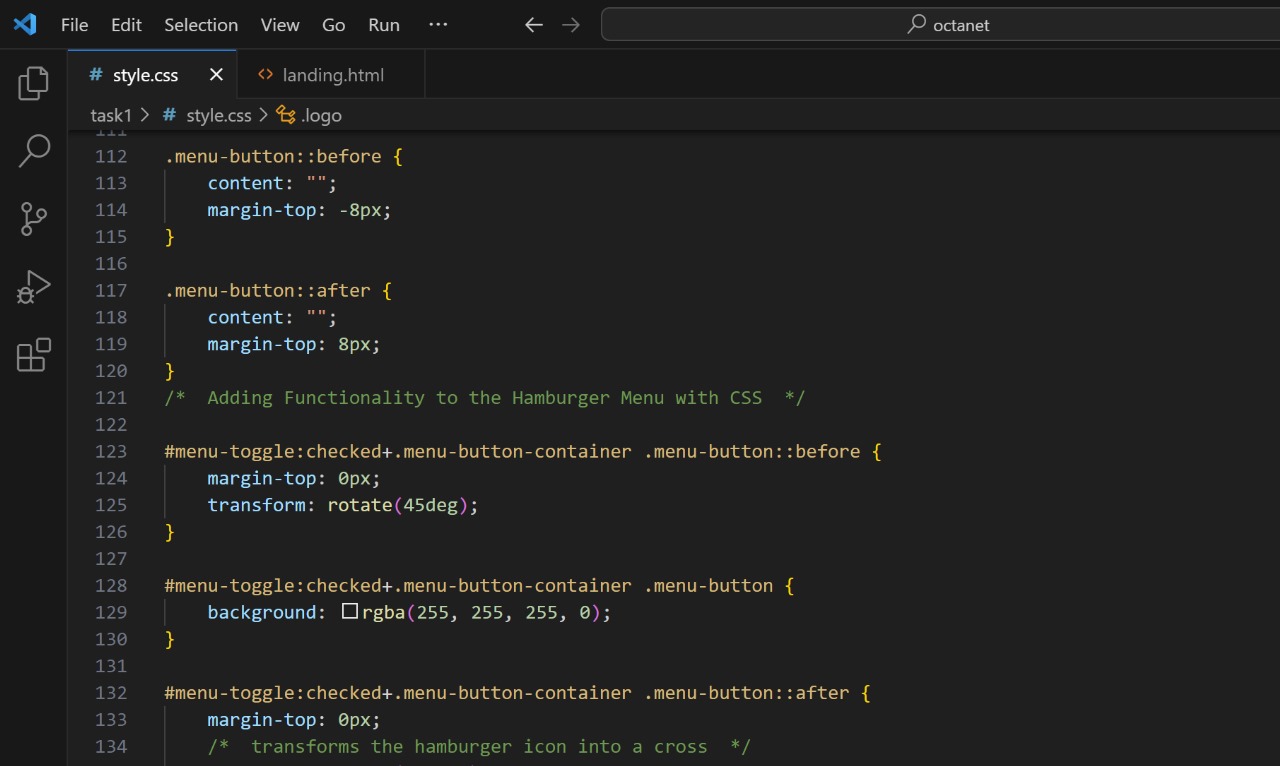 File Edit Selection View Go Run ··· octanet
# style.css × <> landing.html
task1 > # style.css > .logo
111
112 .menu-button::before {
113 content: "";
114 margin-top: -8px;
115 }
116
117 .menu-button::after {
118 content: "";
119 margin-top: 8px;
120 }
121 /*  Adding Functionality to the Hamburger Menu with CSS  */
122
123 #menu-toggle:checked+.menu-button-container .menu-button::before {
124 margin-top: 0px;
125 transform: rotate(45deg);
126 }
127
128 #menu-toggle:checked+.menu-button-container .menu-button {
129 background: rgba(255, 255, 255, 0);
130 }
131
132 #menu-toggle:checked+.menu-button-container .menu-button::after {
133 margin-top: 0px;
134 /*  transforms the hamburger icon into a cross  */